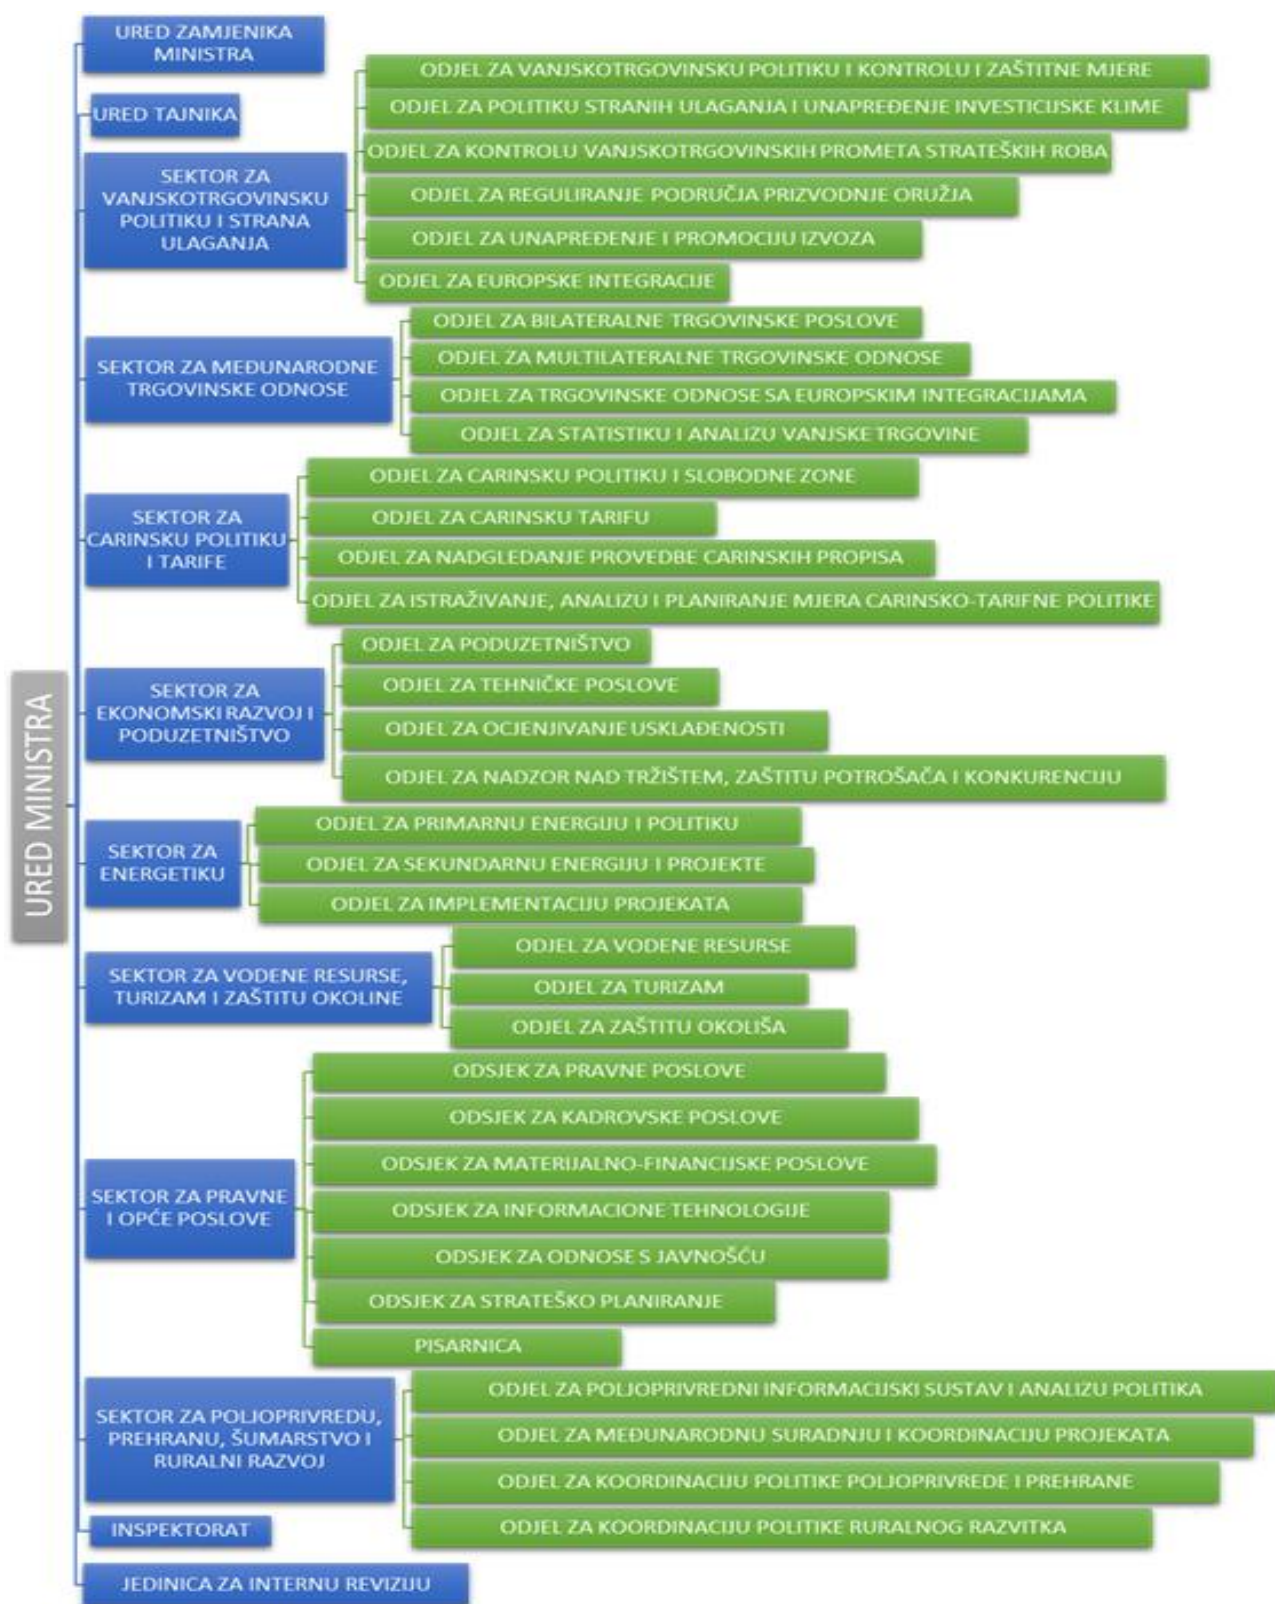 URED MINISTRA
URED ZAMJENIKA
MINISTRA
URED TAJNIKA
SEKTOR ZA
VANJSKOTRGOVINSKU
POLITIKU I STRANA
ULAGANJA
ODJEL ZA VANJSKOTRGOVINSKU POLITIKU I KONTROLU I ZAŠTITNE MJERE
ODJEL ZA POLITIKU STRANIH ULAGANJA I UNAPREĐENJE INVESTICIJSKE KLIME
ODJEL ZA KONTROLU VANJSKOTRGOVINSKIH PROMETA STRATEŠKIH ROBA
ODJEL ZA REGULIRANJE PODRUČJA PRIZVODNJE ORUŽJA
ODJEL ZA UNAPREĐENJE I PROMOCIJU IZVOZA
ODJEL ZA EUROPSKE INTEGRACIJE
SEKTOR ZA MEĐUNARODNE
TRGOVINSKE ODNOSE
ODJEL ZA BILATERALNE TRGOVINSKE POSLOVE
ODJEL ZA MULTILATERALNE TRGOVINSKE ODNOSE
ODJEL ZA TRGOVINSKE ODNOSE SA EUROPSKIM INTEGRACIJAMA
ODJEL ZA STATISTIKU I ANALIZU VANJSKE TRGOVINE
SEKTOR ZA
CARINSKU POLITIKU
I TARIFE
ODJEL ZA CARINSKU POLITIKU I SLOBODNE ZONE
ODJEL ZA CARINSKU TARIFU
ODJEL ZA NADGLEDANJE PROVEDBE CARINSKIH PROPISA
ODJEL ZA ISTRAŽIVANJE, ANALIZU I PLANIRANJE MJERA CARINSKO-TARIFNE POLITIKE
SEKTOR ZA
EKONOMSKI RAZVOJ I
PODUZETNIŠTVO
ODJEL ZA PODUZETNIŠTVO
ODJEL ZA TEHNIČKE POSLOVE
ODJEL ZA OCJENJIVANJE USKLAĐENOSTI
ODJEL ZA NADZOR NAD TRŽIŠTEM, ZAŠTITU POTROŠAČA I KONKURENCIJU
SEKTOR ZA
ENERGETIKU
ODJEL ZA PRIMARNU ENERGIJU I POLITIKU
ODJEL ZA SEKUNDARNU ENERGIJU I PROJEKTE
ODJEL ZA IMPLEMENTACIJU PROJEKATA
SEKTOR ZA VODENE RESURSE,
TURIZAM I ZAŠTITU OKOLINE
ODJEL ZA VODENE RESURSE
ODJEL ZA TURIZAM
ODJEL ZA ZAŠTITU OKOLIŠA
SEKTOR ZA PRAVNE
I OPĆE POSLOVE
ODSJEK ZA PRAVNE POSLOVE
ODSJEK ZA KADROVSKE POSLOVE
ODSJEK ZA MATERIJALNO-FINANCIJSKE POSLOVE
ODSJEK ZA INFORMACIONE TEHNOLOGIJE
ODSJEK ZA ODNOSE S JAVNOŠĆU
ODSJEK ZA STRATEŠKO PLANIRANJE
PISARNICA
SEKTOR ZA POLJOPRIVREDU,
PREHRANU, ŠUMARSTVO I
RURALNI RAZVOJ
ODJEL ZA POLJOPRIVREDNI INFORMACIJSKI SUSTAV I ANALIZU POLITIKA
ODJEL ZA MEĐUNARODNU SURADNJU I KOORDINACIJU PROJEKATA
ODJEL ZA KOORDINACIJU POLITIKE POLJOPRIVREDE I PREHRANE
ODJEL ZA KOORDINACIJU POLITIKE RURALNOG RAZVITKA
INSPEKTORAT
JEDINICA ZA INTERNU REVIZIJU